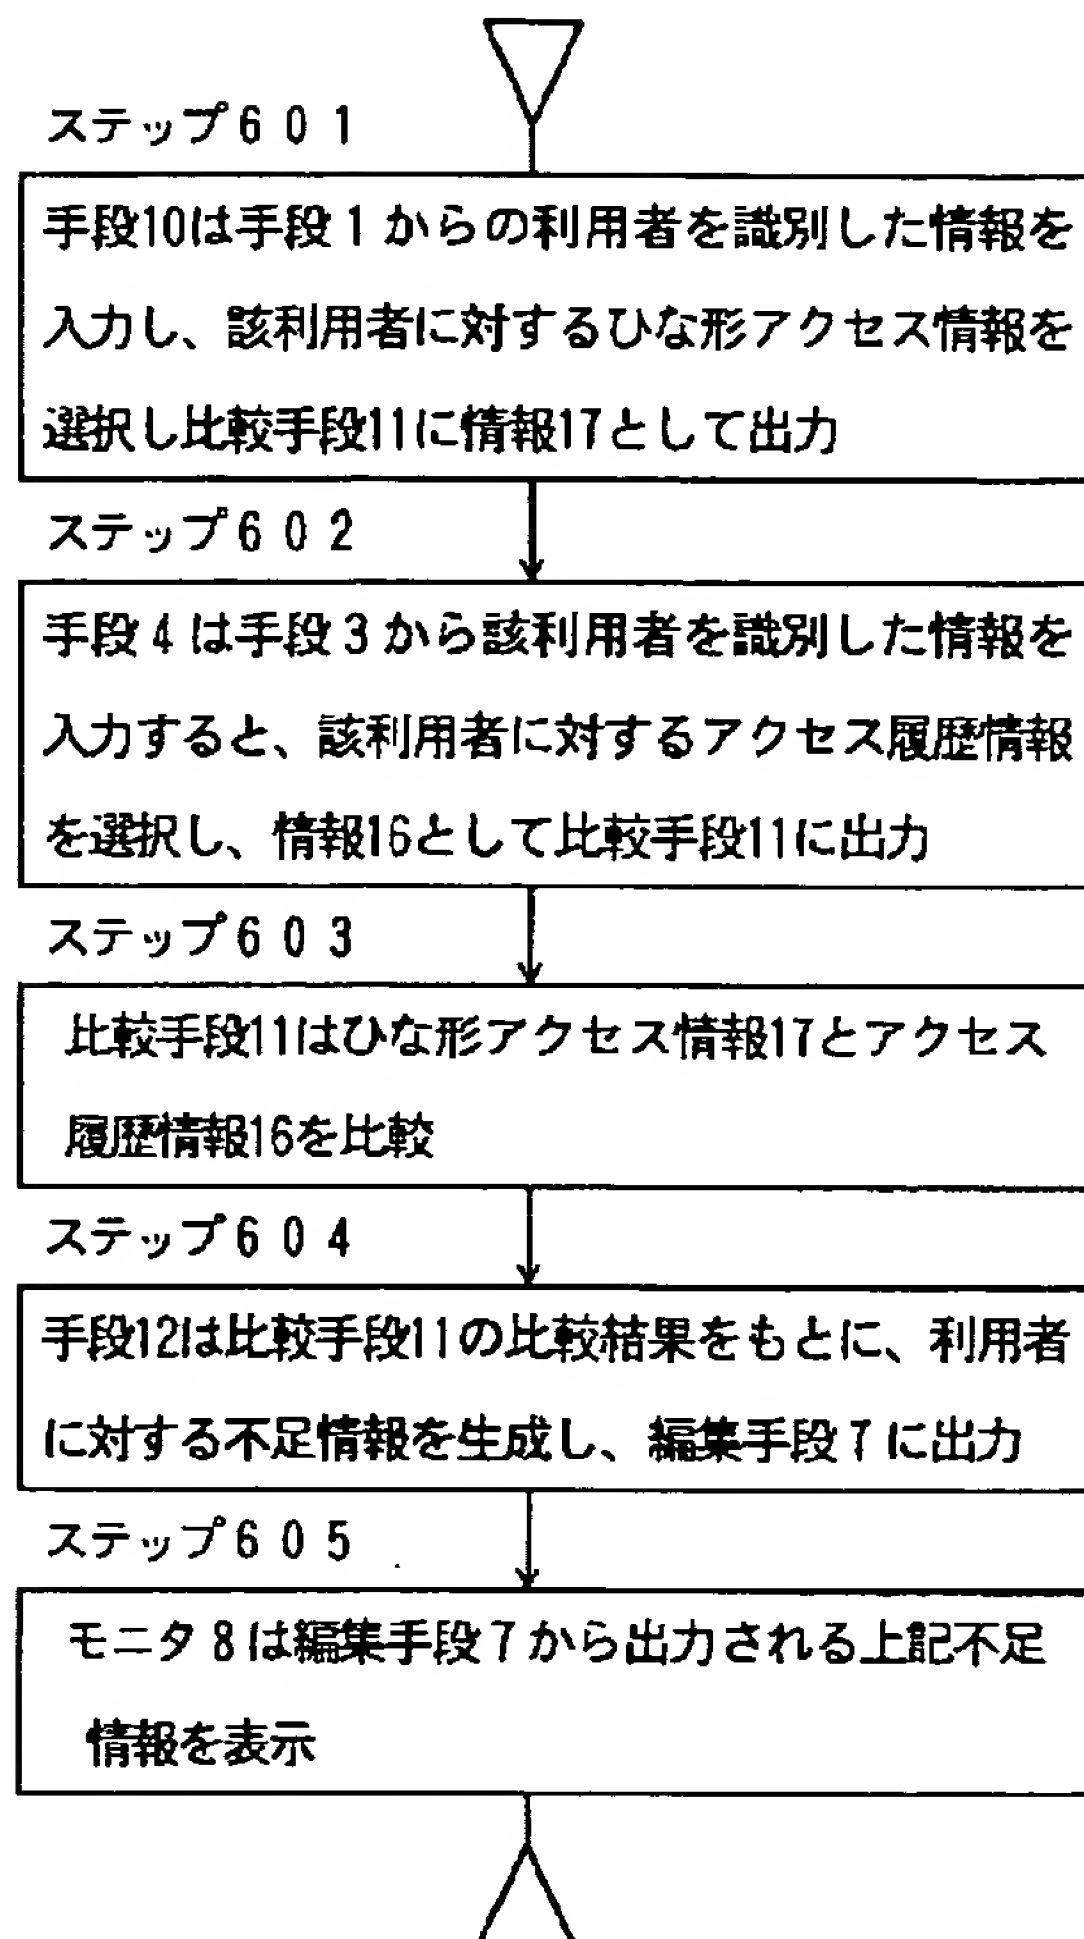 ステップ601
手段10は手段1からの利用者を識別した情報を
入力し、該利用者に対するひな形アクセス情報を
選択し比較手段11に情報17として出力
ステップ602
手段4は手段3から該利用者を識別した情報を
入力すると、該利用者に対するアクセス履歴情報
を選択し、情報16として比較手段11に出力
ステップ603
比較手段11はひな形アクセス情報17とアクセス
履歴情報16を比較
ステップ604
手段12は比較手段11の比較結果をもとに、利用者
に対する不足情報を生成し、編集手段7に出力
ステップ605
モニタ8は編集手段7から出力される上記不足
情報を表示